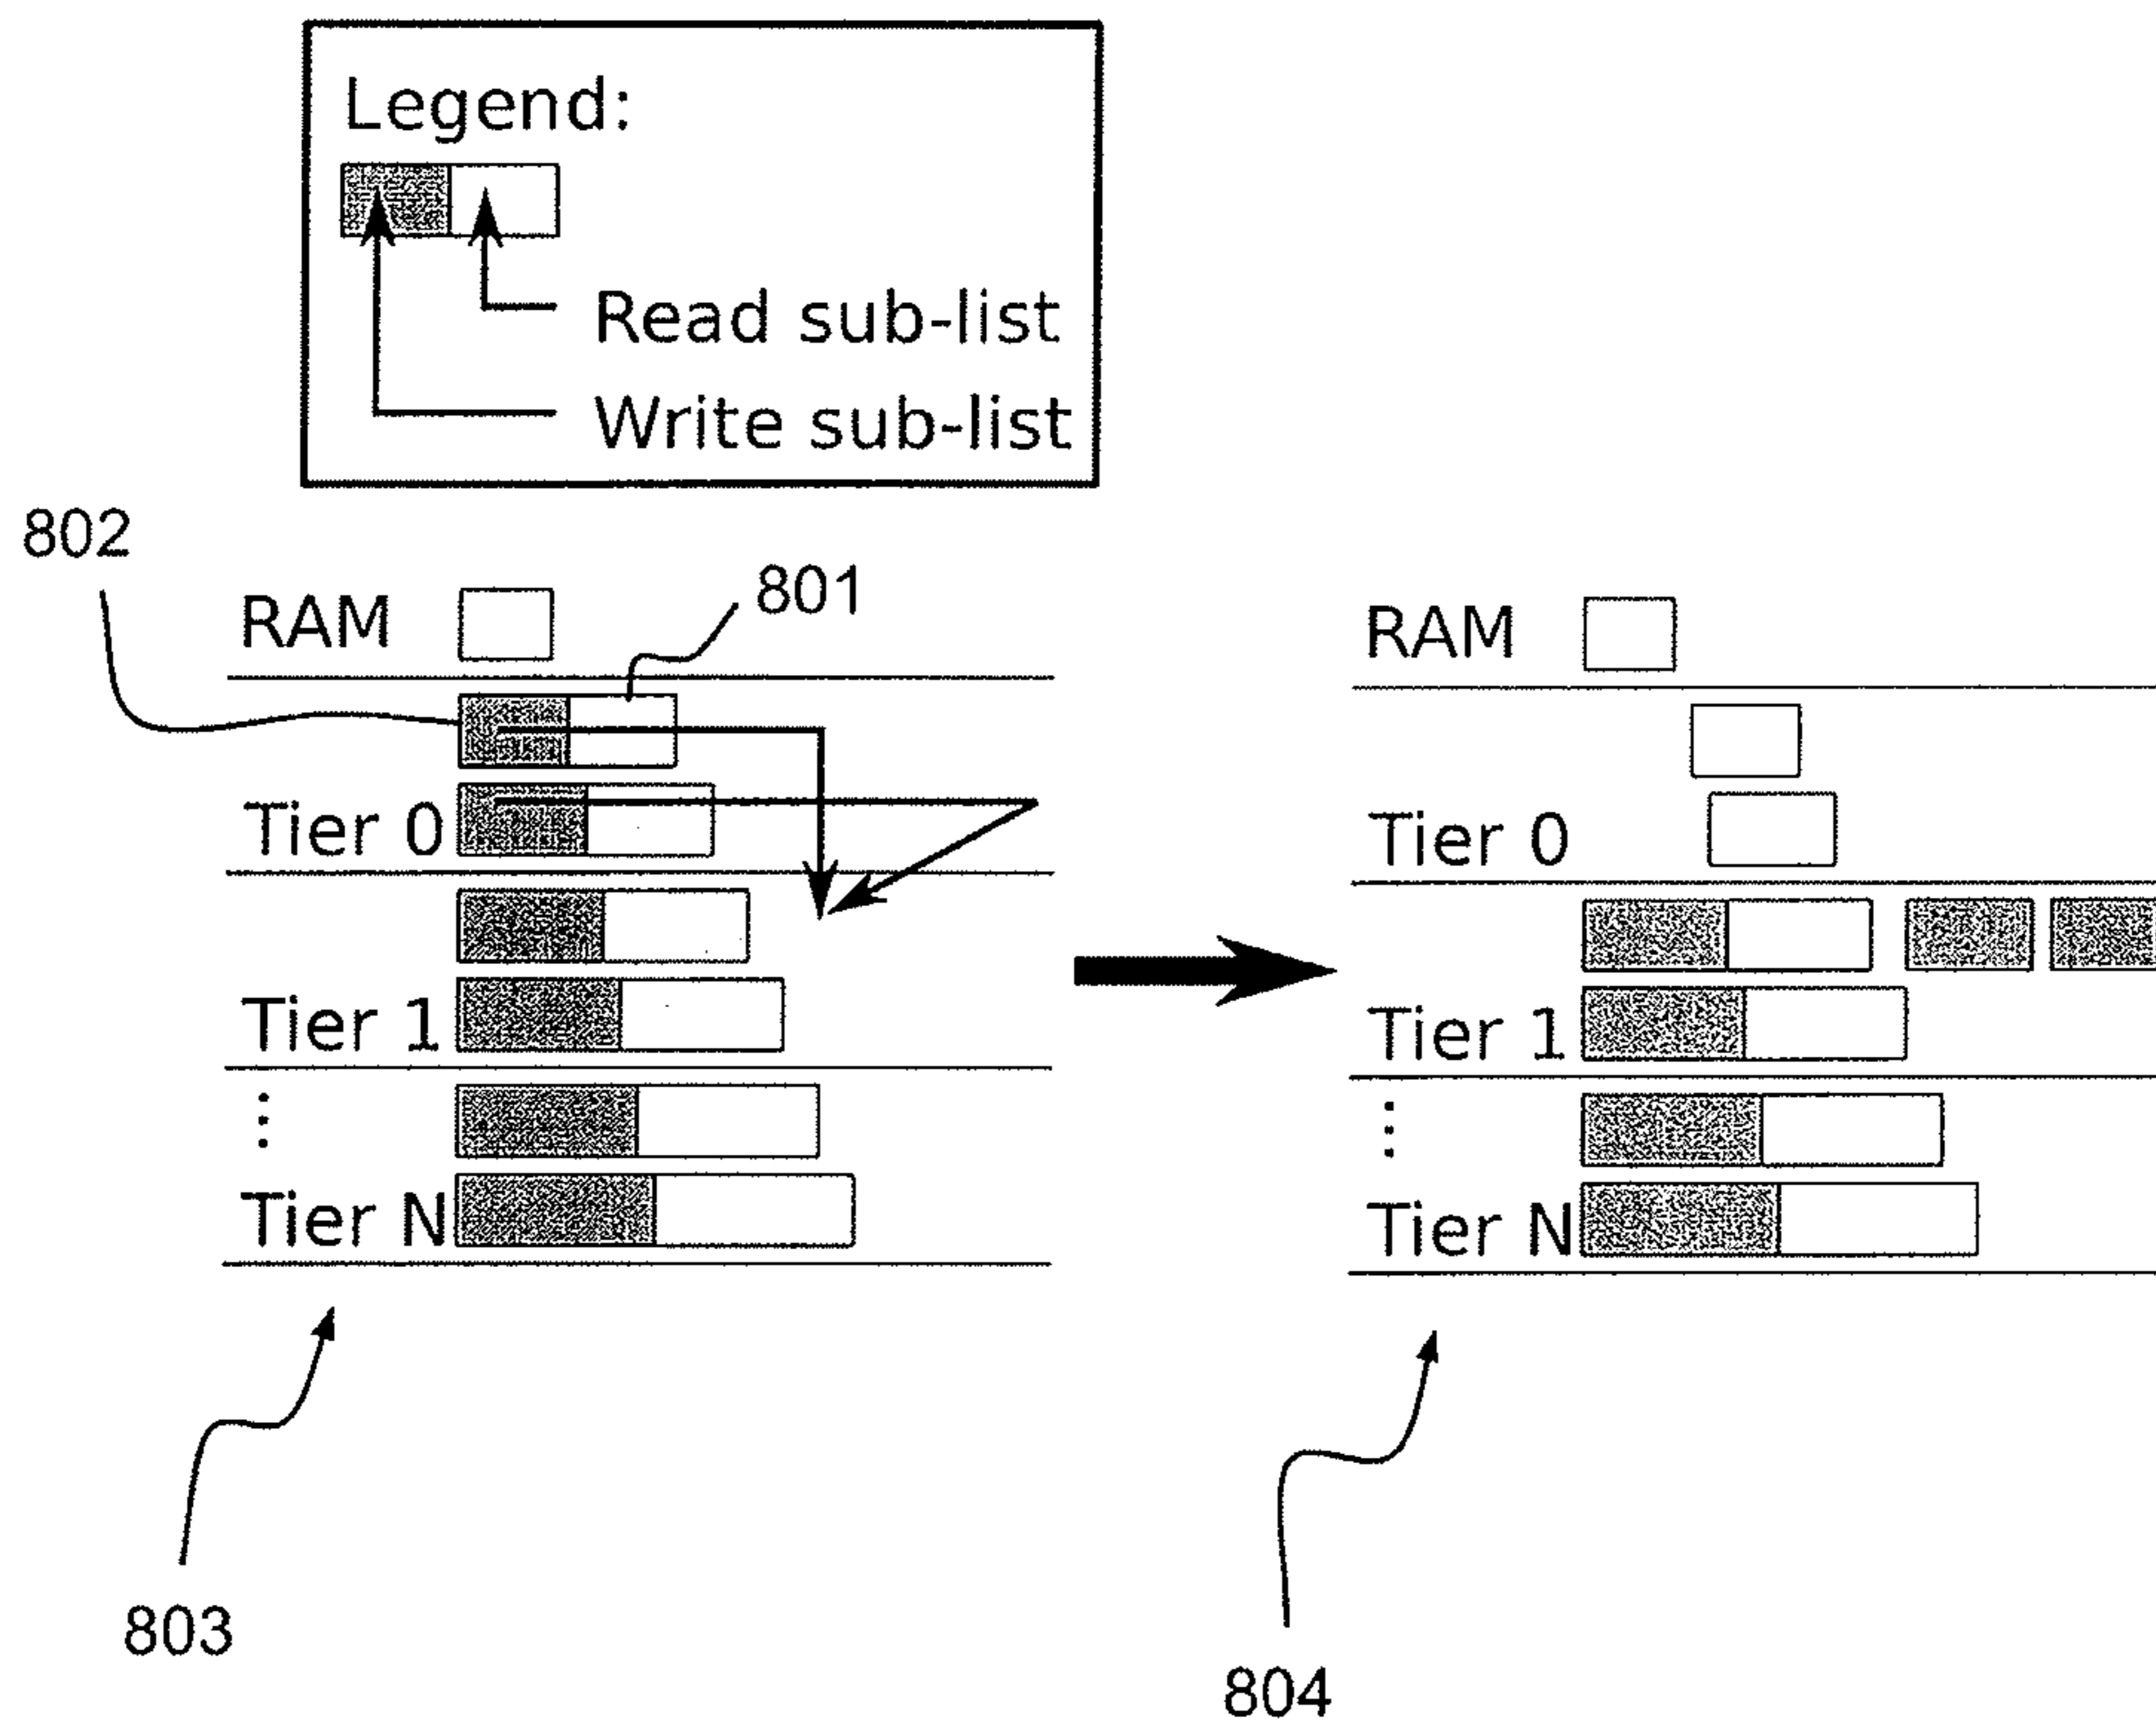 Legend:
Read sub-list
Write sub-list
802
801
RAM
Tier 0
Tier 1
⋮
Tier N
803
RAM
Tier 0
Tier 1
⋮
Tier N
804